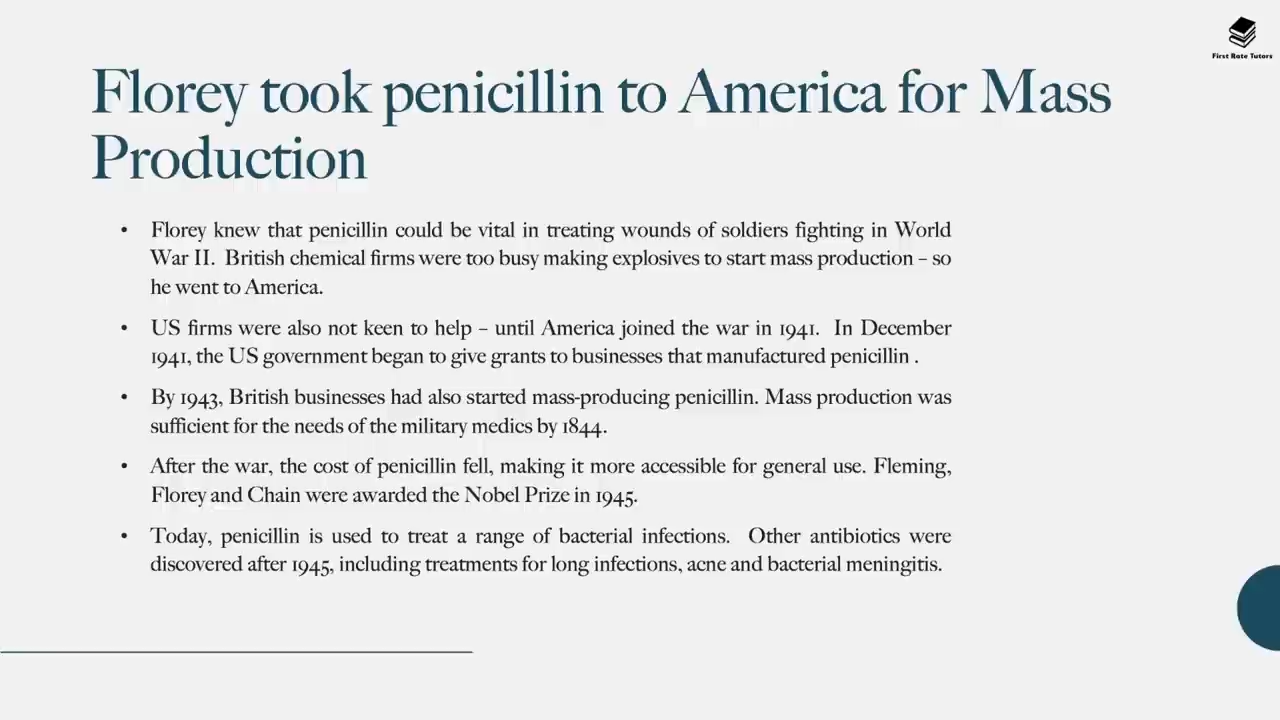 First Rate Tutors
Florey took penicillin to America for Mass
Production
• Florey knew that penicillin could be vital in treating wounds of soldiers fighting in World
War II.  British chemical firms were too busy making explosives to start mass production – so
he went to America.
• US firms were also not keen to help – until America joined the war in 1941.  In December
1941, the US government began to give grants to businesses that manufactured penicillin .
• By 1943, British businesses had also started mass-producing penicillin. Mass production was
sufficient for the needs of the military medics by 1844.
• After the war, the cost of penicillin fell, making it more accessible for general use. Fleming,
Florey and Chain were awarded the Nobel Prize in 1945.
• Today, penicillin is used to treat a range of bacterial infections.  Other antibiotics were
discovered after 1945, including treatments for long infections, acne and bacterial meningitis.